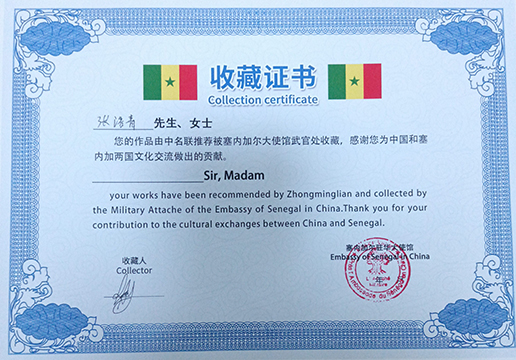 收藏证书
Collection certificate
张浩青 先生、女士
您的作品由中名联推荐被塞内加尔大使馆武官处收藏，感谢您为中国和塞
内加两国文化交流做出的贡献。
Sir, Madam
your works have been recommended by Zhongminglian and collected by
the Military Attache of the Embassy of Senegal in China.Thank you for your
contribution to the cultural exchanges between China and Senegal.
收藏人
Collector
塞内加尔驻华大使馆
Embassy of Senegal in China